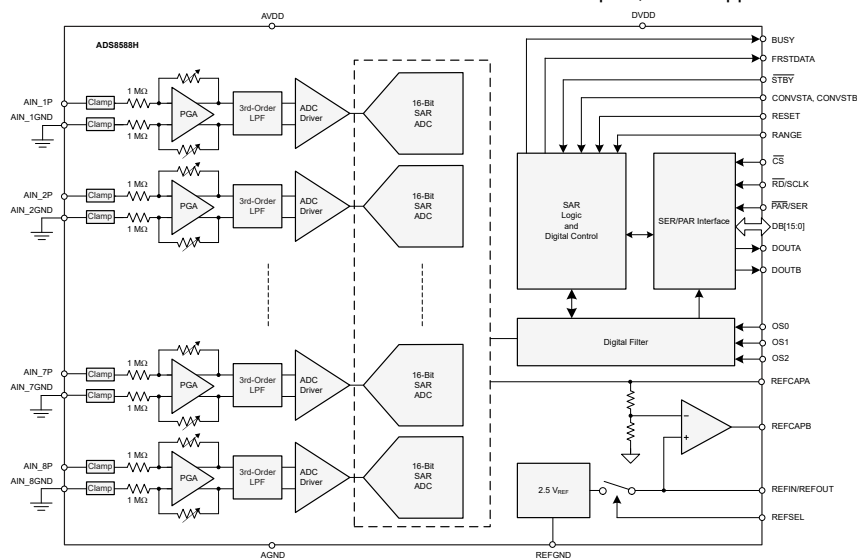 AVDD
DVDD
ADS8588H
BUSY
FRSTDATA
STBY
CONVSTA, CONVSTB
RESET
RANGE
CS
RD/SCLK
PAR/SER
DB[15:0]
DOUTA
DOUTB
OS0
OS1
OS2
REFCAPA
REFCAPB
REFIN/REFOUT
REFSEL
AIN_1P
AIN_1GND
Clamp
Clamp
1 MΩ
1 MΩ
PGA
3rd-Order
LPF
ADC
Driver
16-Bit
SAR
ADC
AIN_2P
AIN_2GND
Clamp
Clamp
1 MΩ
1 MΩ
PGA
3rd-Order
LPF
ADC
Driver
16-Bit
SAR
ADC
AIN_7P
AIN_7GND
Clamp
Clamp
1 MΩ
1 MΩ
PGA
3rd-Order
LPF
ADC
Driver
16-Bit
SAR
ADC
AIN_8P
AIN_8GND
Clamp
Clamp
1 MΩ
1 MΩ
PGA
3rd-Order
LPF
ADC
Driver
16-Bit
SAR
ADC
SAR
Logic
and
Digital Control
SER/PAR Interface
Digital Filter
−
+
2.5 VREF
AGND
REFGND